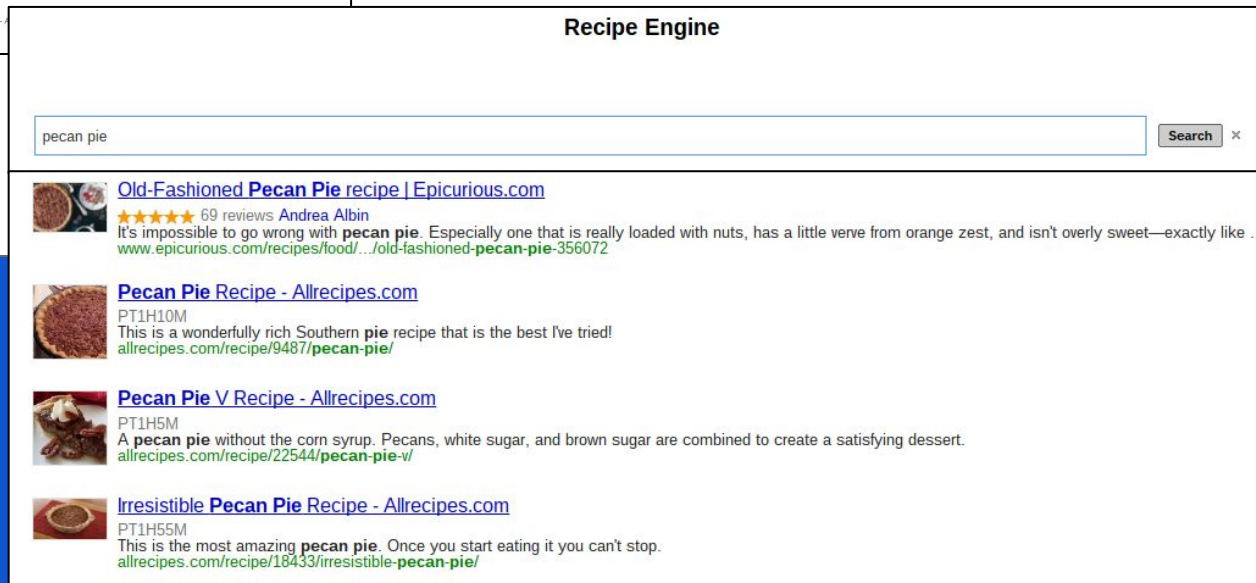 Recipe Engine
pecan pie
Search ×
Old-Fashioned Pecan Pie recipe | Epicurious.com
★★★★★ 69 reviews Andrea Albin
It's impossible to go wrong with pecan pie. Especially one that is really loaded with nuts, has a little verve from orange zest, and isn't overly sweet—exactly like ..
www.epicurious.com/recipes/food/.../old-fashioned-pecan-pie-356072
Pecan Pie Recipe - Allrecipes.com
PT1H10M
This is a wonderfully rich Southern pie recipe that is the best I've tried!
allrecipes.com/recipe/9487/pecan-pie/
Pecan Pie V Recipe - Allrecipes.com
PT1H5M
A pecan pie without the corn syrup. Pecans, white sugar, and brown sugar are combined to create a satisfying dessert.
allrecipes.com/recipe/22544/pecan-pie-v/
Irresistible Pecan Pie Recipe - Allrecipes.com
PT1H55M
This is the most amazing pecan pie. Once you start eating it you can't stop.
allrecipes.com/recipe/18433/irresistible-pecan-pie/